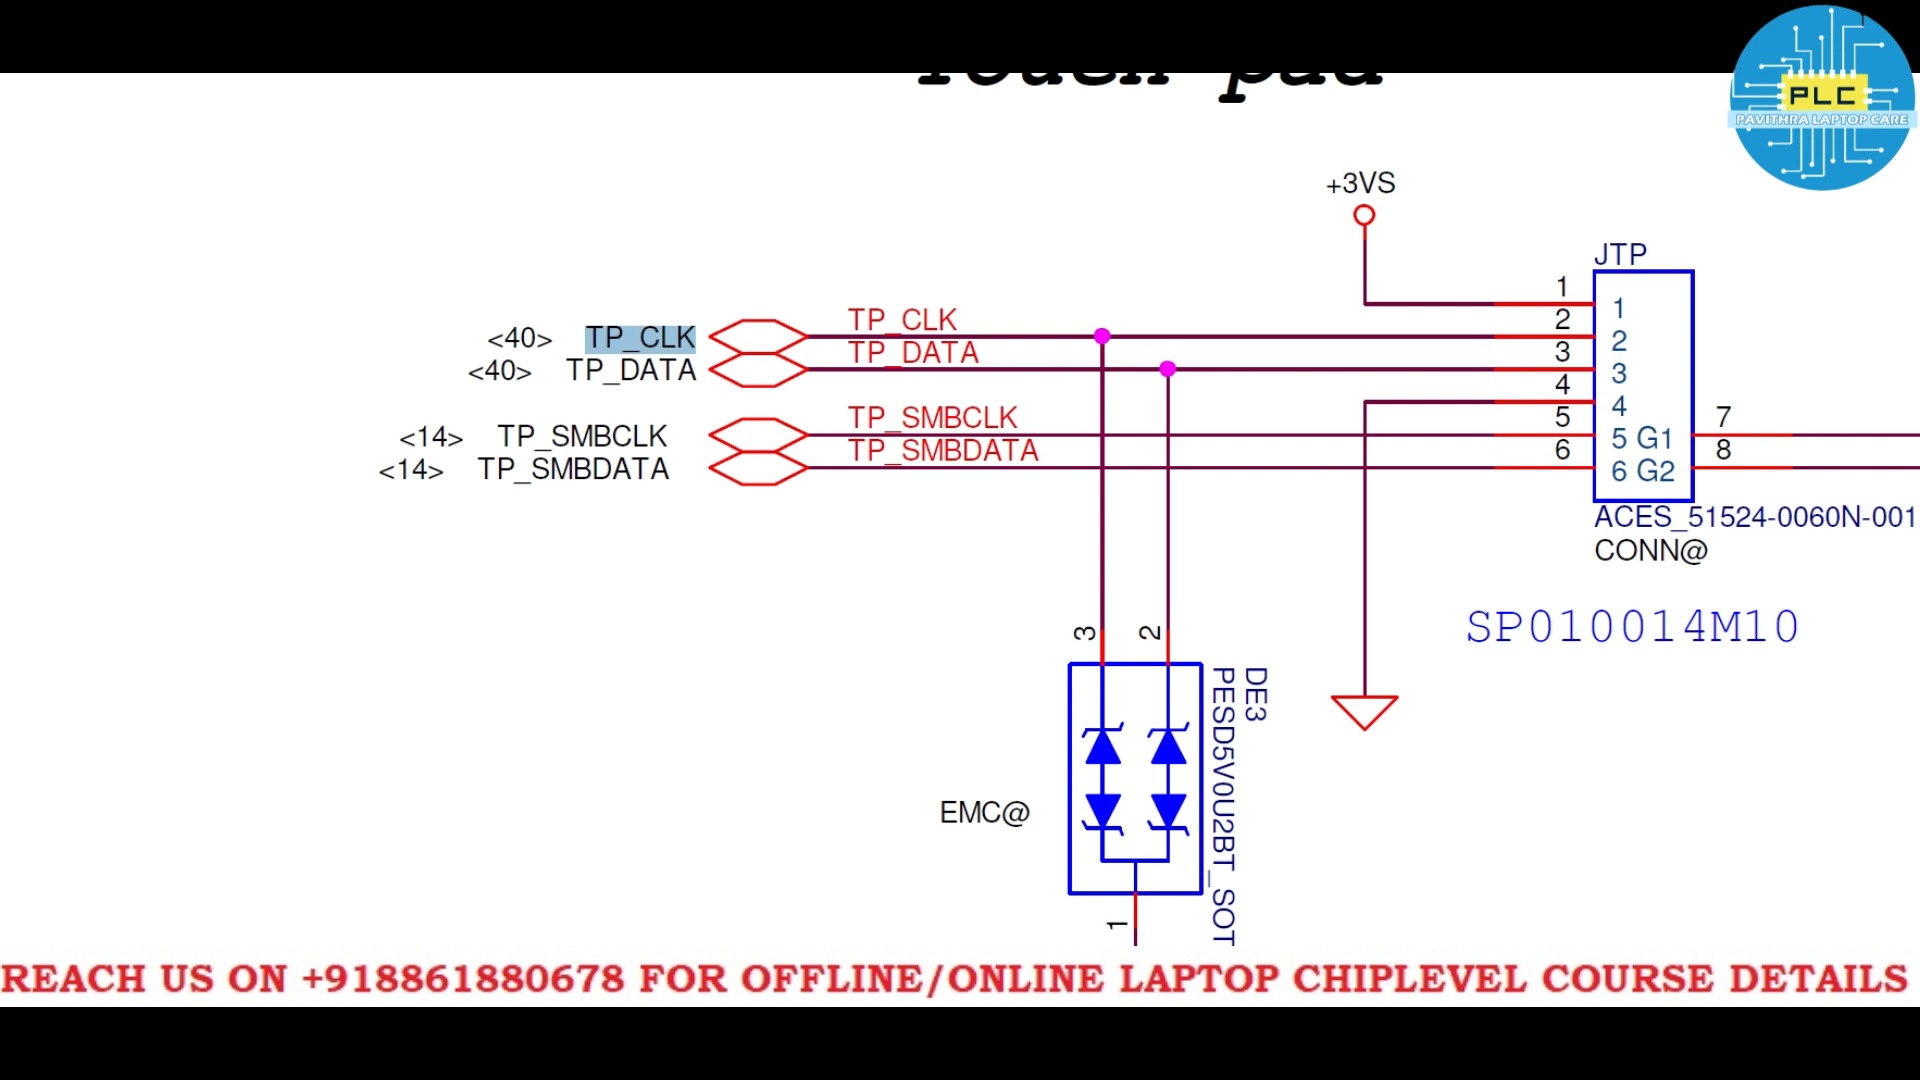 Touch pad
PLC
PAVITHRA LAPTOP CARE
+3VS
JTP
1
2
3
4
5
6
1
2
3
4
5 G1
6 G2
7
8
<40> TP_CLK
TP_CLK
<40> TP_DATA
TP_DATA
<14> TP_SMBCLK
TP_SMBCLK
<14> TP_SMBDATA
TP_SMBDATA
ACES_51524-0060N-001
CONN@
SP010014M10
3
2
DE3
PESD5V0U2BT_SOT
EMC@
1
REACH US ON +918861880678 FOR OFFLINE/ONLINE LAPTOP CHIPLEVEL COURSE DETAILS